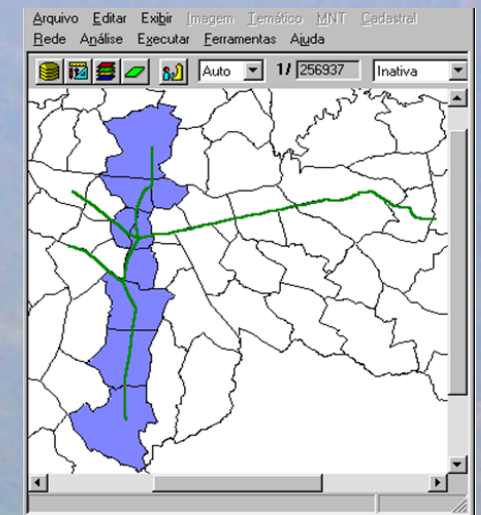 Arquivo Editar Exibir Imagem Temático MNT Cadastral
Rede Análise Executar Ferramentas Ajuda
Auto 1/ 256937 Inativa